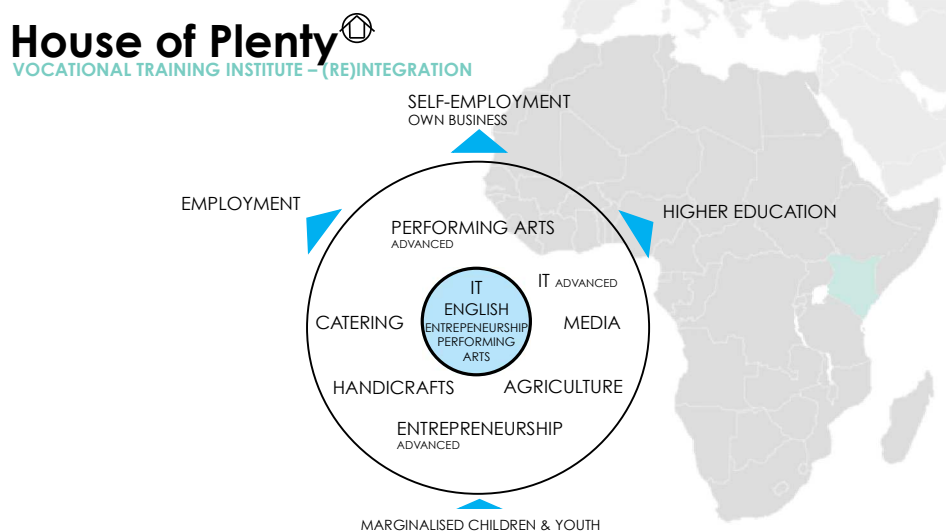 House of Plenty
VOCATIONAL TRAINING INSTITUTE – (RE)INTEGRATION
SELF-EMPLOYMENT
OWN BUSINESS
EMPLOYMENT
HIGHER EDUCATION
PERFORMING ARTS
ADVANCED
IT ADVANCED
IT
ENGLISH
ENTREPENEURSHIP
PERFORMING
ARTS
CATERING
MEDIA
HANDICRAFTS
AGRICULTURE
ENTREPRENEURSHIP
ADVANCED
MARGINALISED CHILDREN & YOUTH